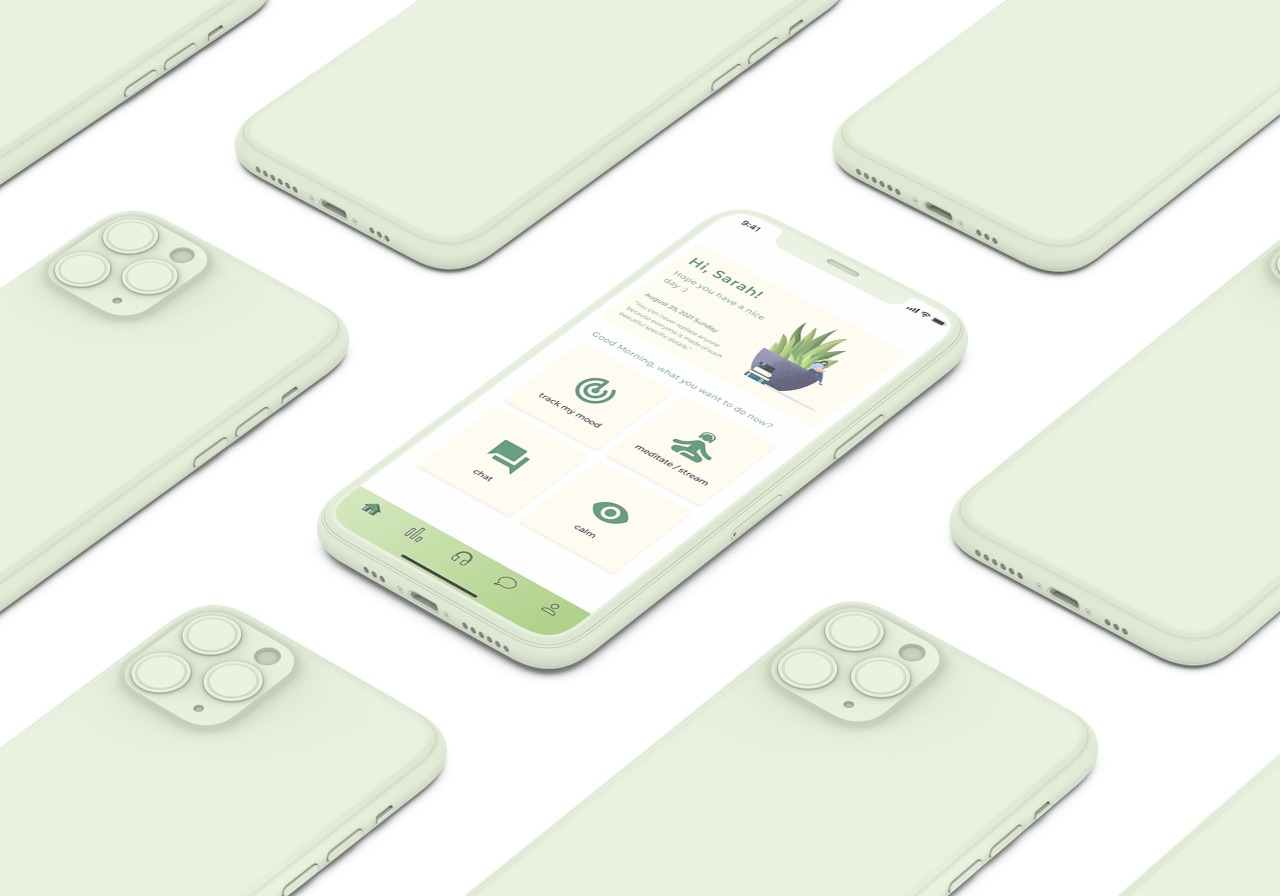 9:41
Hi, Sarah!
Hope you have a nice
day :)
August 29, 2021 Sunday
"You can never replace anyone
because everyone is made of such
beautiful specific details."
Good Morning, what you want to do now?
track my mood
meditate / stream
chat
calm